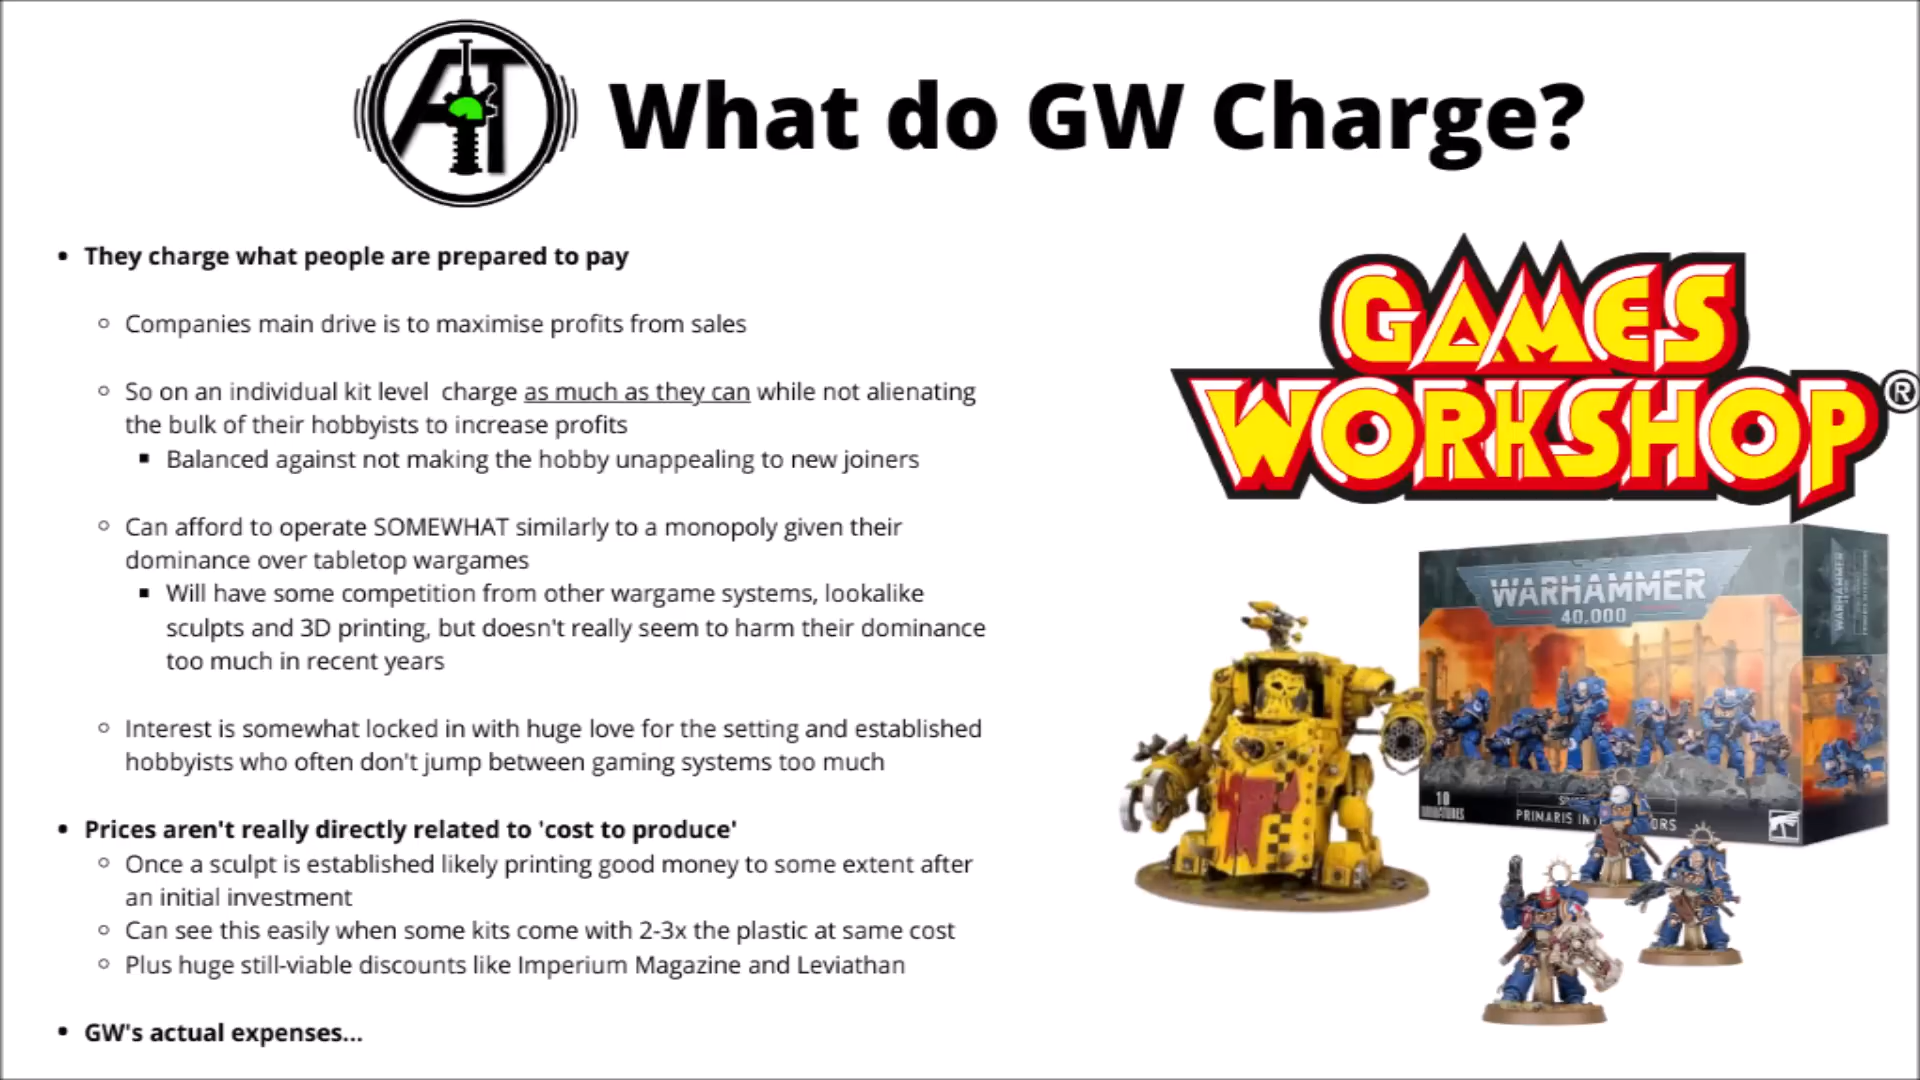 AT
What do GW Charge?
• They charge what people are prepared to pay
○ Companies main drive is to maximise profits from sales
○ So on an individual kit level  charge as much as they can while not alienating
the bulk of their hobbyists to increase profits
▪ Balanced against not making the hobby unappealing to new joiners
○ Can afford to operate SOMEWHAT similarly to a monopoly given their
dominance over tabletop wargames
▪ Will have some competition from other wargame systems, lookalike
sculpts and 3D printing, but doesn't really seem to harm their dominance
too much in recent years
○ Interest is somewhat locked in with huge love for the setting and established
hobbyists who often don't jump between gaming systems too much
• Prices aren't really directly related to 'cost to produce'
○ Once a sculpt is established likely printing good money to some extent after
an initial investment
○ Can see this easily when some kits come with 2-3x the plastic at same cost
○ Plus huge still-viable discounts like Imperium Magazine and Leviathan
• GW's actual expenses...
GAMES
WORKSHOP®
WARHAMMER
40,000
WARHAMMER
10
PRIMARIS